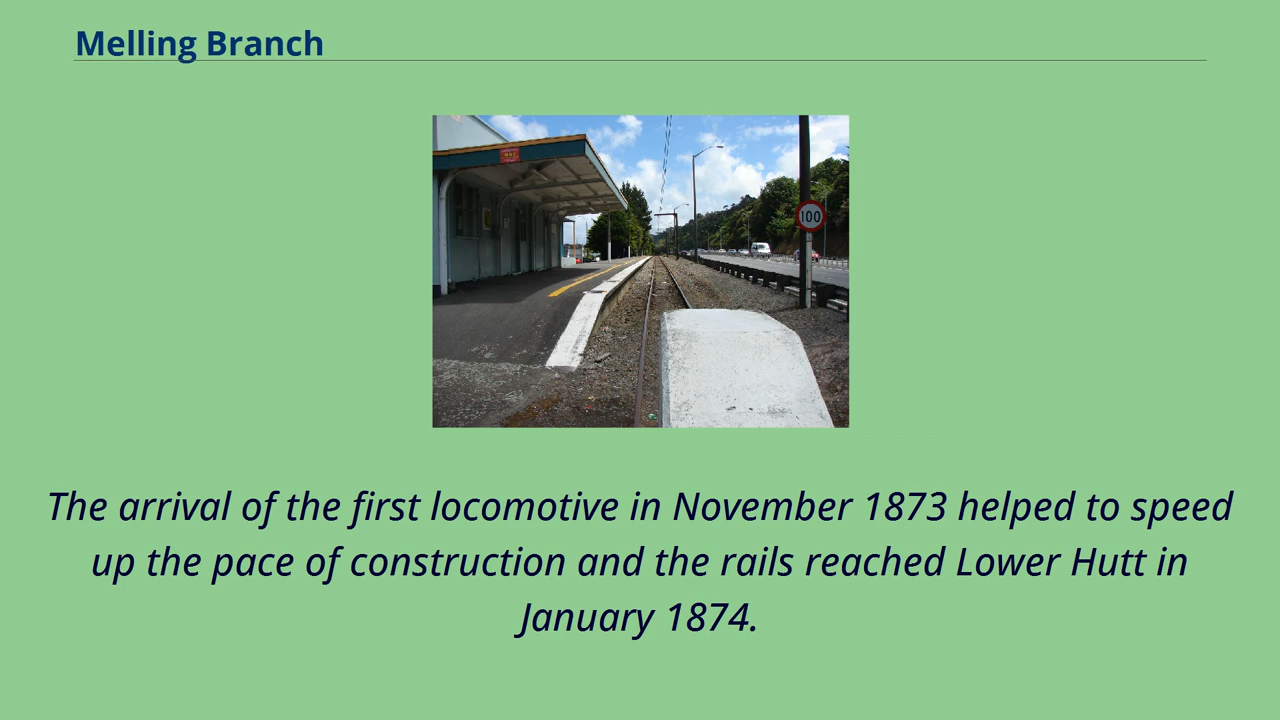 Melling Branch
100
The arrival of the first locomotive in November 1873 helped to speed
up the pace of construction and the rails reached Lower Hutt in
January 1874.